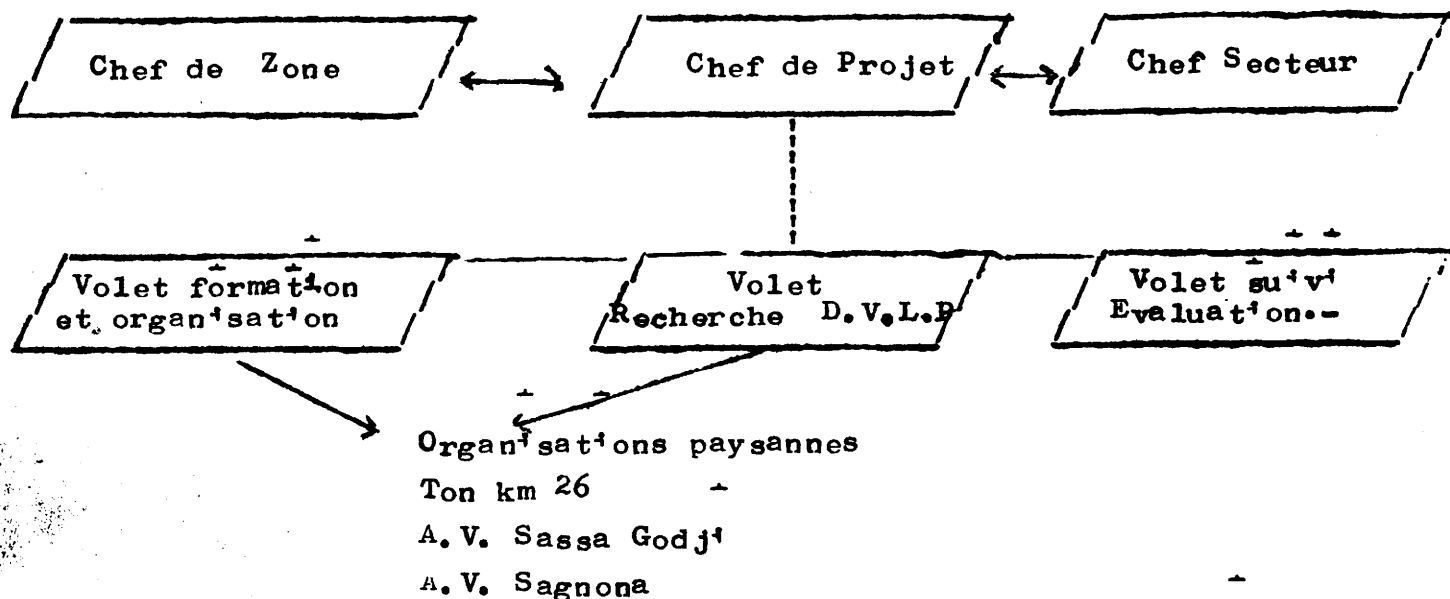 Chef de Zone
Chef de Projet
Chef Secteur
Volet formation
et organisation
Volet
Recherche D.V.L.P
Volet suivi
Evaluation.-
Organisations paysannes
Ton km 26
A.V. Sassa Godji
A.V. Sagnona